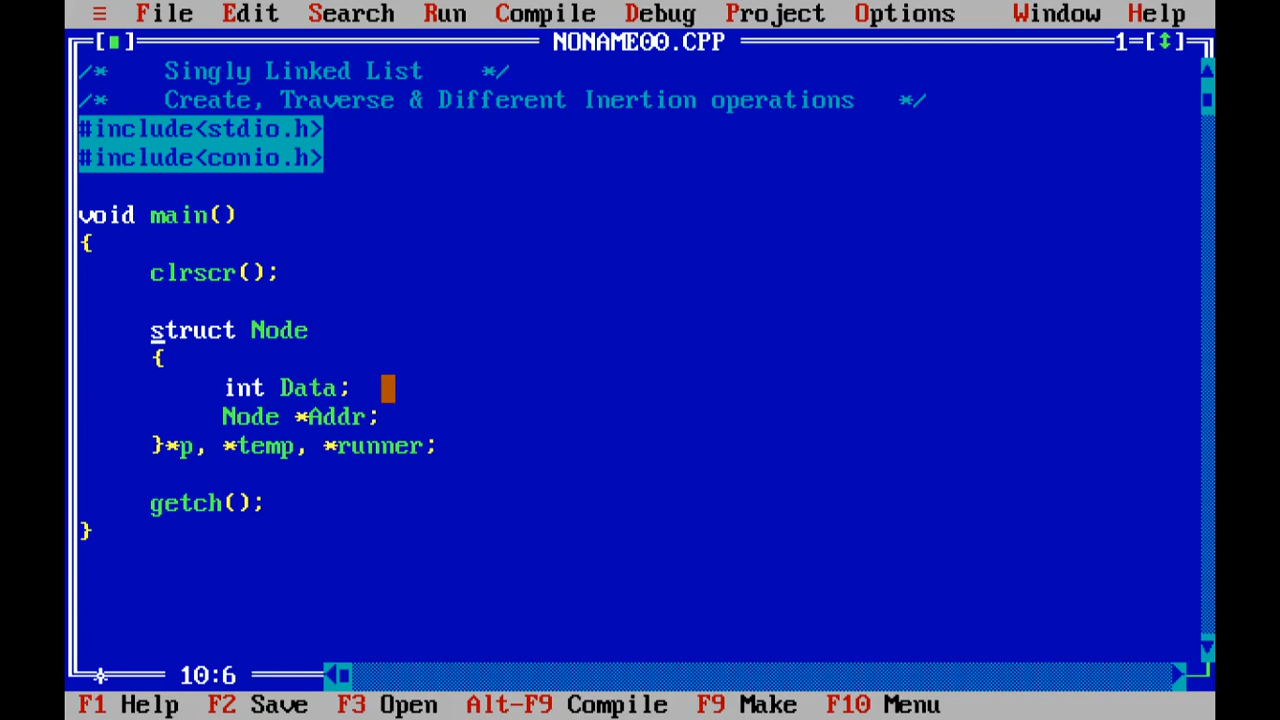 ≡ File Edit Search Run Compile Debug Project Options Window Help
[■] NONAME00.CPP 1=[↕]
/* Singly Linked List */
/* Create, Traverse & Different Inertion operations */
#include<stdio.h>
#include<conio.h>
void main()
{
clrscr();
struct Node
{
int Data;
Node *Addr;
}*p, *temp, *runner;
getch();
}
10:6
F1 Help F2 Save F3 Open Alt-F9 Compile F9 Make F10 Menu